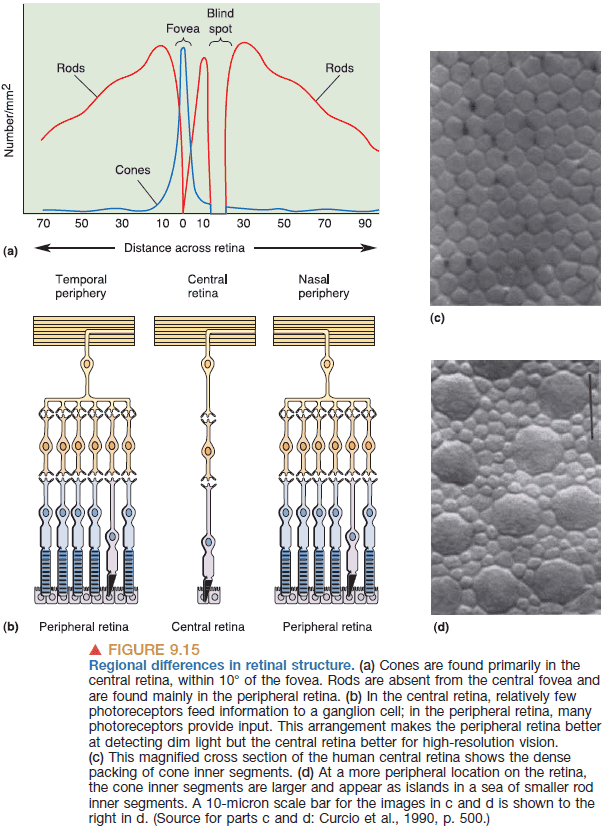 Blind
Fovea spot
Rods
Rods
Number/mm²
Cones
70 50 30 10 0 10 30 50 70 90
(a) Distance across retina
Temporal periphery
Central retina
Nasal periphery
(c)
(b) Peripheral retina Central retina Peripheral retina (d)
▲ FIGURE 9.15
Regional differences in retinal structure. (a) Cones are found primarily in the
central retina, within 10° of the fovea. Rods are absent from the central fovea and
are found mainly in the peripheral retina. (b) In the central retina, relatively few
photoreceptors feed information to a ganglion cell; in the peripheral retina, many
photoreceptors provide input. This arrangement makes the peripheral retina better
at detecting dim light but the central retina better for high-resolution vision.
(c) This magnified cross section of the human central retina shows the dense
packing of cone inner segments. (d) At a more peripheral location on the retina,
the cone inner segments are larger and appear as islands in a sea of smaller rod
inner segments. A 10-micron scale bar for the images in c and d is shown to the
right in d. (Source for parts c and d: Curcio et al., 1990, p. 500.)